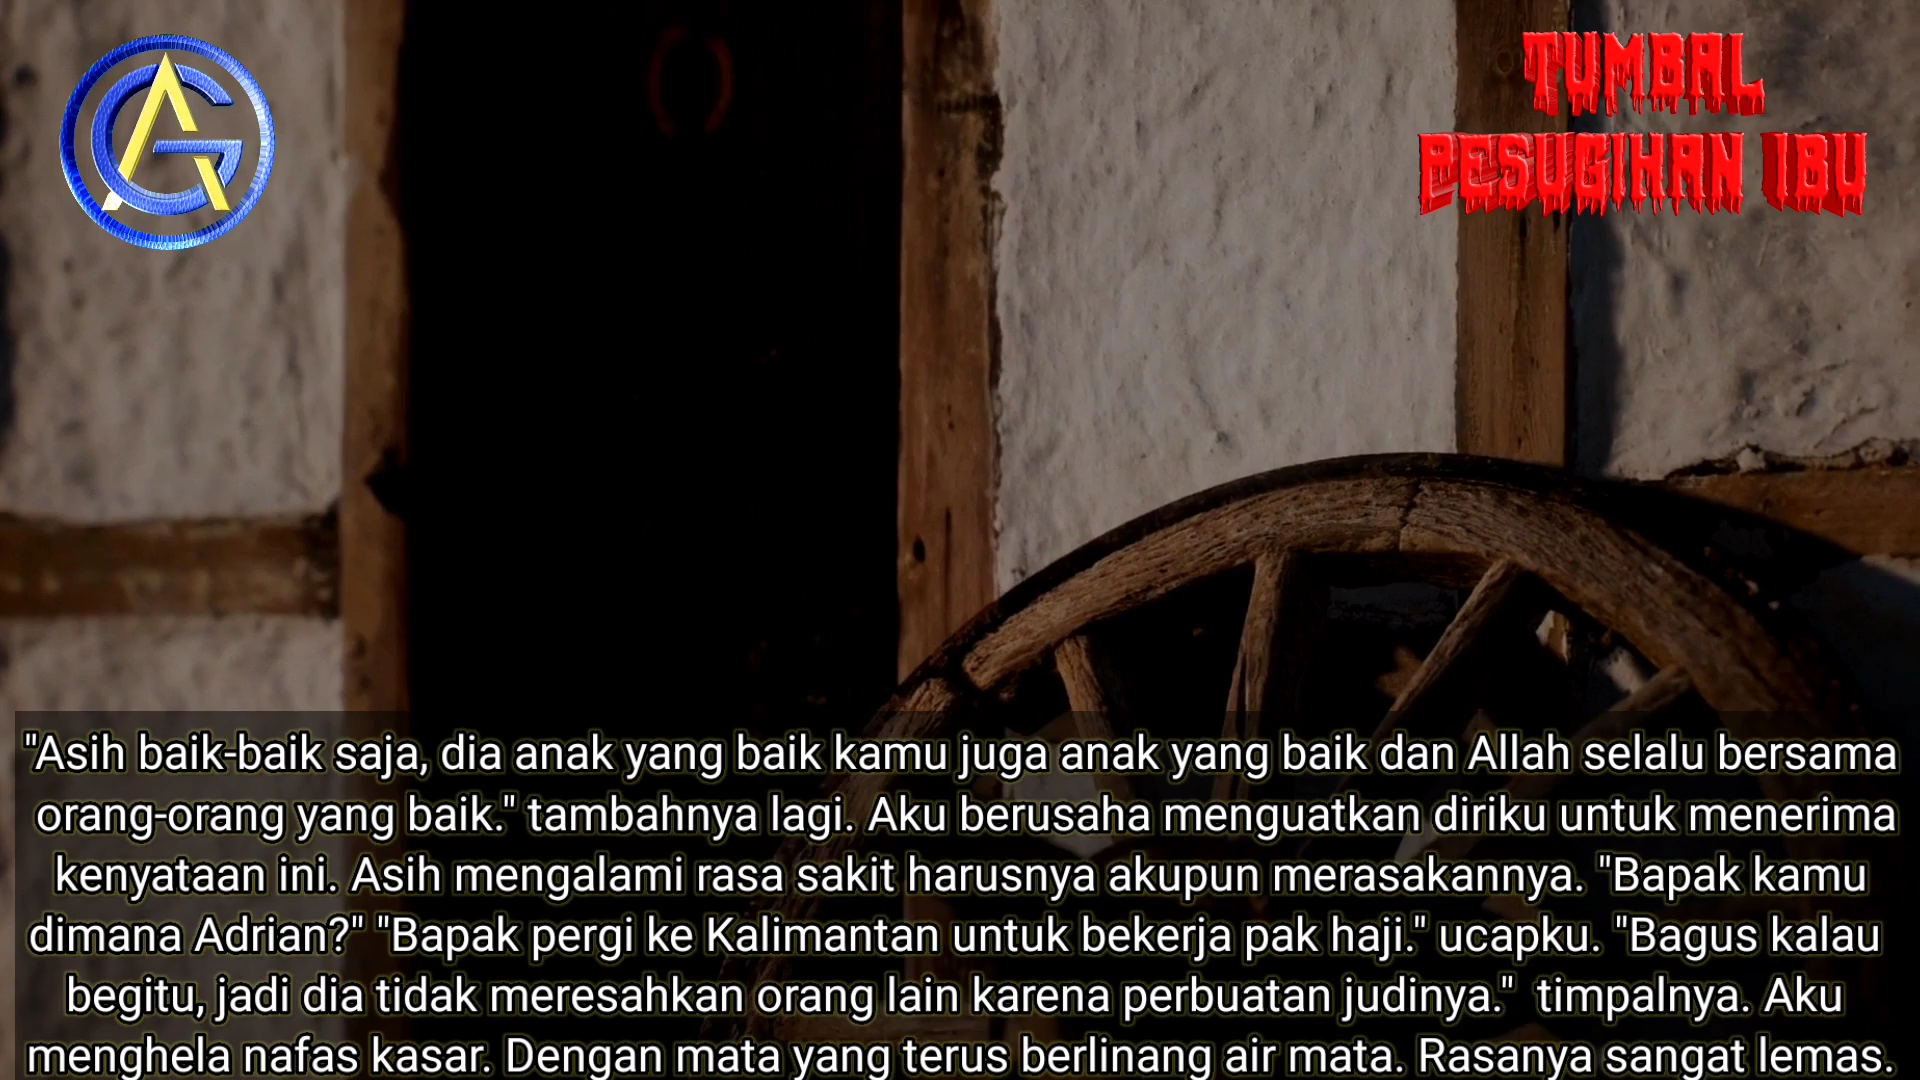 TUMBAL
PESUGIHAN IBU
"Asih baik-baik saja, dia anak yang baik kamu juga anak yang baik dan Allah selalu bersama
orang-orang yang baik." tambahnya lagi. Aku berusaha menguatkan diriku untuk menerima
kenyataan ini. Asih mengalami rasa sakit harusnya akupun merasakannya. "Bapak kamu
dimana Adrian?" "Bapak pergi ke Kalimantan untuk bekerja pak haji." ucapku. "Bagus kalau
begitu, jadi dia tidak meresahkan orang lain karena perbuatan judinya."  timpalnya. Aku
menghela nafas kasar. Dengan mata yang terus berlinang air mata. Rasanya sangat lemas.